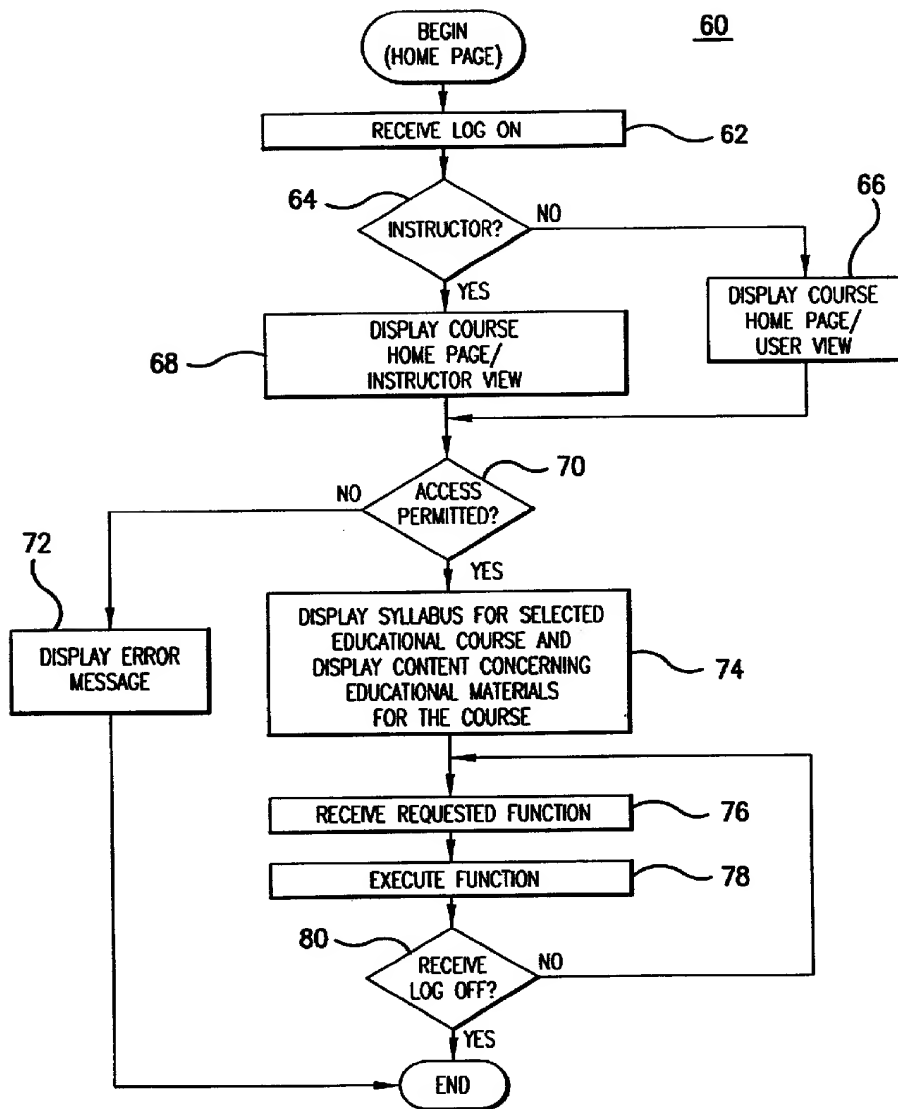 60
BEGIN
(HOME PAGE)
RECEIVE LOG ON
62
64
INSTRUCTOR?
NO
66
YES
DISPLAY COURSE
HOME PAGE/
USER VIEW
68
DISPLAY COURSE
HOME PAGE/
INSTRUCTOR VIEW
70
NO
ACCESS
PERMITTED?
72
YES
DISPLAY ERROR
MESSAGE
DISPLAY SYLLABUS FOR SELECTED
EDUCATIONAL COURSE AND
DISPLAY CONTENT CONCERNING
EDUCATIONAL MATERIALS
FOR THE COURSE
74
RECEIVE REQUESTED FUNCTION
76
EXECUTE FUNCTION
78
80
RECEIVE
LOG OFF?
NO
YES
END